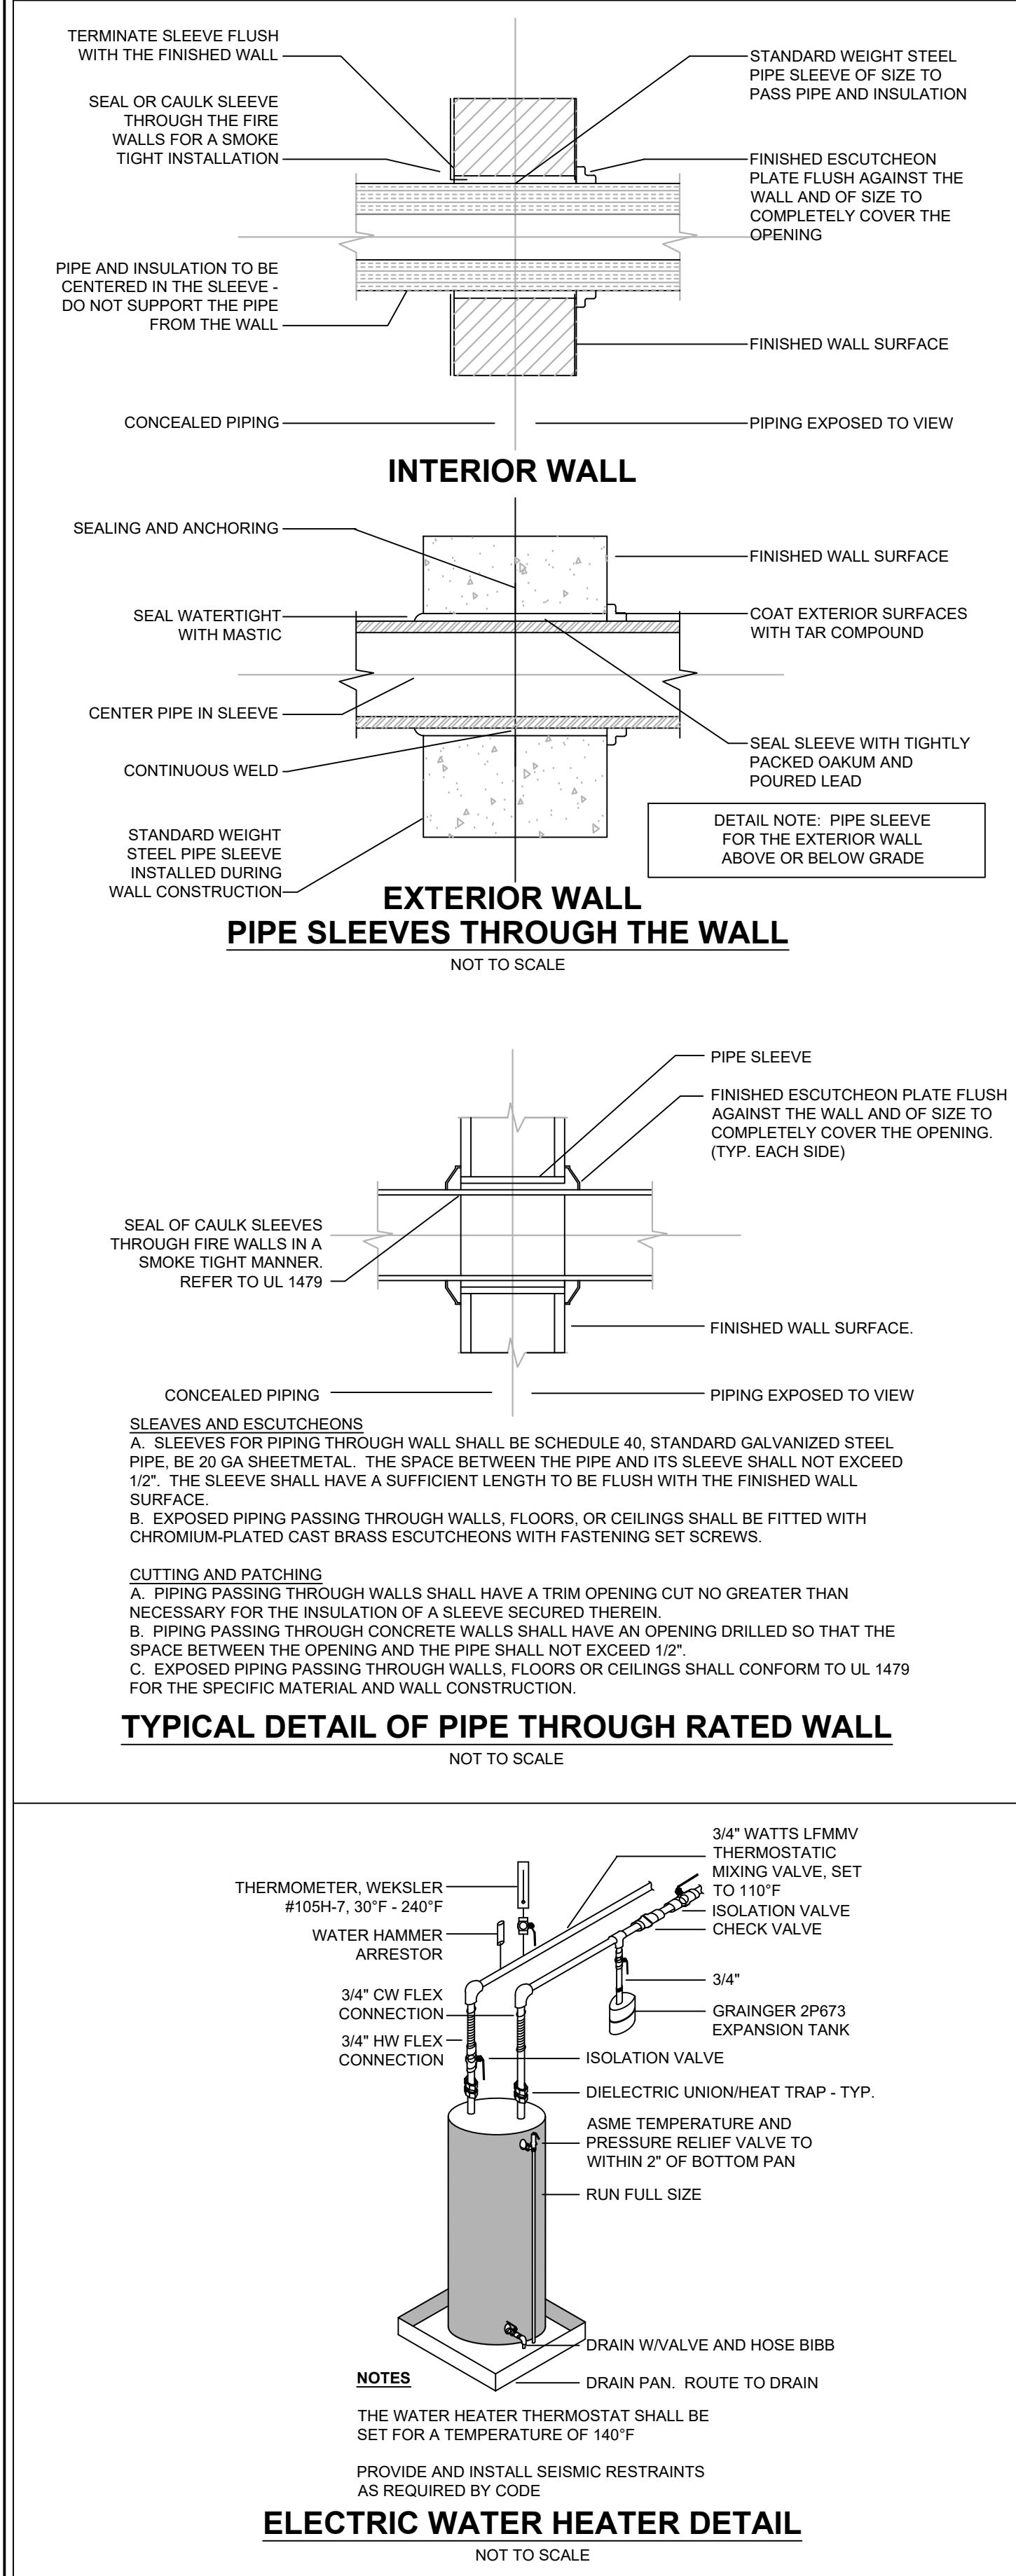 TERMINATE SLEEVE FLUSH
WITH THE FINISHED WALL
SEAL OR CAULK SLEEVE
THROUGH THE FIRE
WALLS FOR A SMOKE
TIGHT INSTALLATION
PIPE AND INSULATION TO BE
CENTERED IN THE SLEEVE -
DO NOT SUPPORT THE PIPE
FROM THE WALL
CONCEALED PIPING
STANDARD WEIGHT STEEL
PIPE SLEEVE OF SIZE TO
PASS PIPE AND INSULATION
FINISHED ESCUTCHEON
PLATE FLUSH AGAINST THE
WALL AND OF SIZE TO
COMPLETELY COVER THE
OPENING
FINISHED WALL SURFACE
PIPING EXPOSED TO VIEW
INTERIOR WALL
SEALING AND ANCHORING
SEAL WATERTIGHT
WITH MASTIC
CENTER PIPE IN SLEEVE
CONTINUOUS WELD
STANDARD WEIGHT
STEEL PIPE SLEEVE
INSTALLED DURING
WALL CONSTRUCTION
FINISHED WALL SURFACE
COAT EXTERIOR SURFACES
WITH TAR COMPOUND
SEAL SLEEVE WITH TIGHTLY
PACKED OAKUM AND
POURED LEAD
DETAIL NOTE: PIPE SLEEVE
FOR THE EXTERIOR WALL
ABOVE OR BELOW GRADE
EXTERIOR WALL
PIPE SLEEVES THROUGH THE WALL
NOT TO SCALE
PIPE SLEEVE
FINISHED ESCUTCHEON PLATE FLUSH
AGAINST THE WALL AND OF SIZE TO
COMPLETELY COVER THE OPENING.
(TYP. EACH SIDE)
SEAL OF CAULK SLEEVES
THROUGH FIRE WALLS IN A
SMOKE TIGHT MANNER.
REFER TO UL 1479
FINISHED WALL SURFACE.
CONCEALED PIPING
PIPING EXPOSED TO VIEW
SLEAVES AND ESCUTCHEONS
A. SLEEVES FOR PIPING THROUGH WALL SHALL BE SCHEDULE 40, STANDARD GALVANIZED STEEL
PIPE, BE 20 GA SHEETMETAL. THE SPACE BETWEEN THE PIPE AND ITS SLEEVE SHALL NOT EXCEED
1/2". THE SLEEVE SHALL HAVE A SUFFICIENT LENGTH TO BE FLUSH WITH THE FINISHED WALL
SURFACE.
B. EXPOSED PIPING PASSING THROUGH WALLS, FLOORS, OR CEILINGS SHALL BE FITTED WITH
CHROMIUM-PLATED CAST BRASS ESCUTCHEONS WITH FASTENING SET SCREWS.
CUTTING AND PATCHING
A. PIPING PASSING THROUGH WALLS SHALL HAVE A TRIM OPENING CUT NO GREATER THAN
NECESSARY FOR THE INSULATION OF A SLEEVE SECURED THEREIN.
B. PIPING PASSING THROUGH CONCRETE WALLS SHALL HAVE AN OPENING DRILLED SO THAT THE
SPACE BETWEEN THE OPENING AND THE PIPE SHALL NOT EXCEED 1/2".
C. EXPOSED PIPING PASSING THROUGH WALLS, FLOORS OR CEILINGS SHALL CONFORM TO UL 1479
FOR THE SPECIFIC MATERIAL AND WALL CONSTRUCTION.
TYPICAL DETAIL OF PIPE THROUGH RATED WALL
NOT TO SCALE
THERMOMETER, WEKSLER
#105H-7, 30°F - 240°F
WATER HAMMER
ARRESTOR
3/4" CW FLEX
CONNECTION
3/4" HW FLEX
CONNECTION
3/4" WATTS LFMMV
THERMOSTATIC
MIXING VALVE, SET
TO 110°F
ISOLATION VALVE
CHECK VALVE
3/4"
GRAINGER 2P673
EXPANSION TANK
ISOLATION VALVE
DIELECTRIC UNION/HEAT TRAP - TYP.
ASME TEMPERATURE AND
PRESSURE RELIEF VALVE TO
WITHIN 2" OF BOTTOM PAN
RUN FULL SIZE
DRAIN W/VALVE AND HOSE BIBB
DRAIN PAN. ROUTE TO DRAIN
NOTES
THE WATER HEATER THERMOSTAT SHALL BE
SET FOR A TEMPERATURE OF 140°F
PROVIDE AND INSTALL SEISMIC RESTRAINTS
AS REQUIRED BY CODE
ELECTRIC WATER HEATER DETAIL
NOT TO SCALE